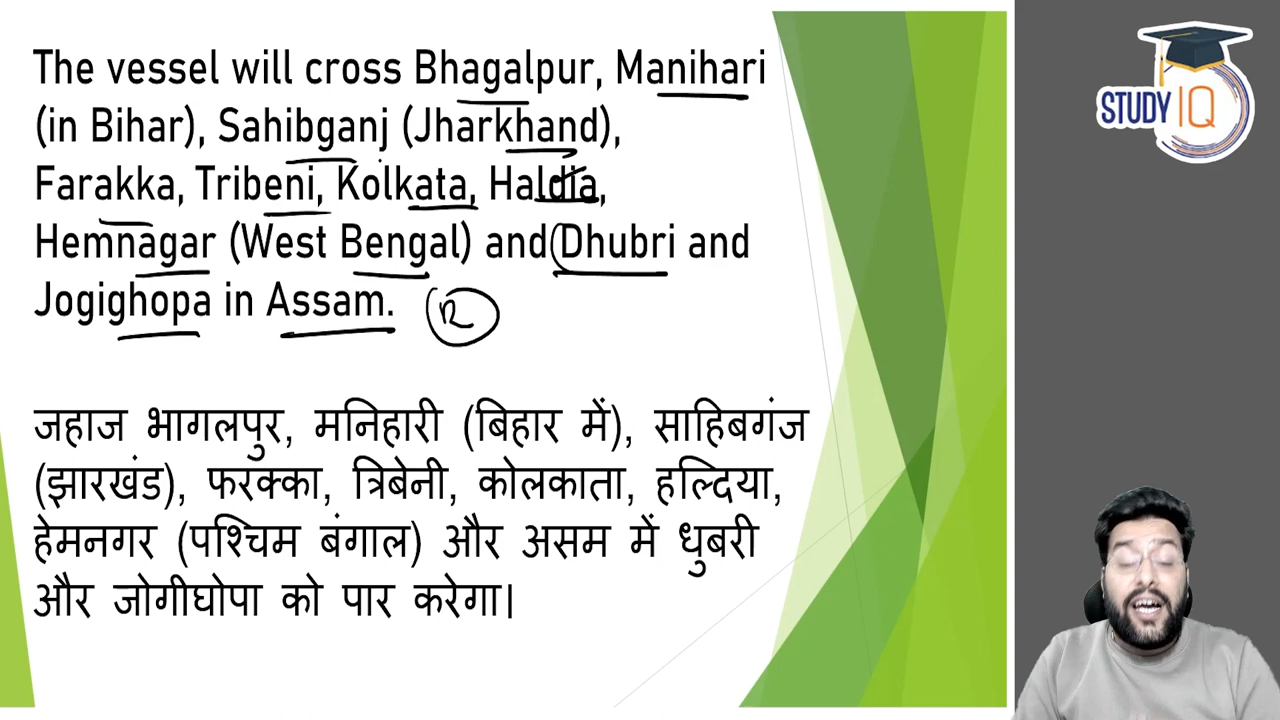 The vessel will cross Bhagalpur, Manihari
(in Bihar), Sahibganj (Jharkhand),
Farakka, Tribeni, Kolkata, Haldia,
Hemnagar (West Bengal) and Dhubri and
Jogighopa in Assam.
जहाज भागलपुर, मनिहारी (बिहार में), साहिबगंज
(झारखंड), फरक्का, त्रिबेनी, कोलकाता, हल्दिया,
हेमनगर (पश्चिम बंगाल) और असम में धुबरी
और जोगीघोपा को पार करेगा।
STUDY IQ